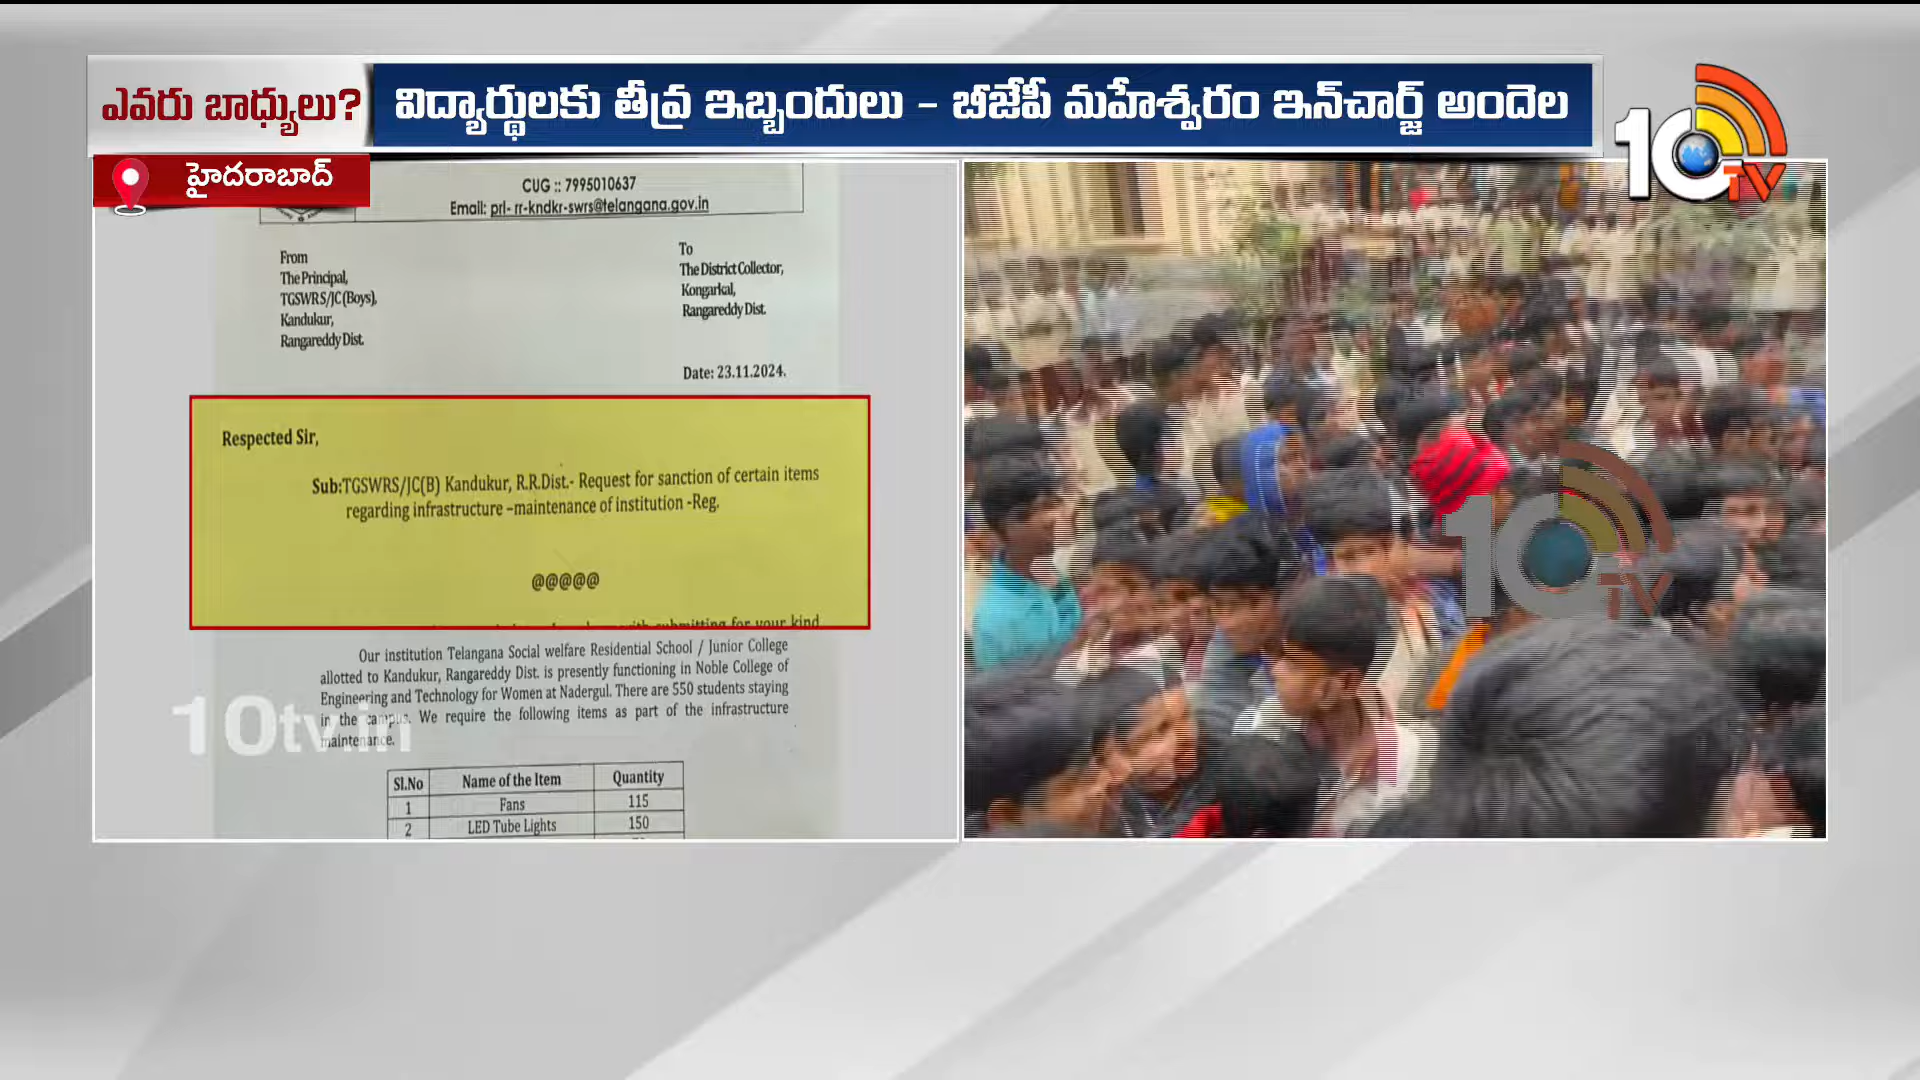 ఎవరు బాధ్యులు?
విద్యార్థులకు తీవ్ర ఇబ్బందులు - బీజేపీ మహేశ్వరం ఇన్‌చార్జ్ అందెల
10TV
హైదరాబాద్
CUG :: 7995010637
Email: prl- rr-kndkr-swrs@telangana.gov.in
From
The Principal,
TGSWRS/JC(Boys),
Kandukur,
Rangareddy Dist.
To
The District Collector,
Kongarkal,
Rangareddy Dist.
Date: 23.11.2024.
Respected Sir,
Sub:TGSWRS/JC(B) Kandukur, R.R.Dist.- Request for sanction of certain items
regarding infrastructure –maintenance of institution -Reg.
@@@@@
with submitting for your kind
Our institution Telangana Social welfare Residential School / Junior College
allotted to Kandukur, Rangareddy Dist. is presently functioning in Noble College of
Engineering and Technology for Women at Nadergul. There are 550 students staying
in the campus. We require the following items as part of the infrastructure
maintenance.
Sl.No Name of the Item Quantity
1 Fans 115
2 LED Tube Lights 150
10tv.in
10TV